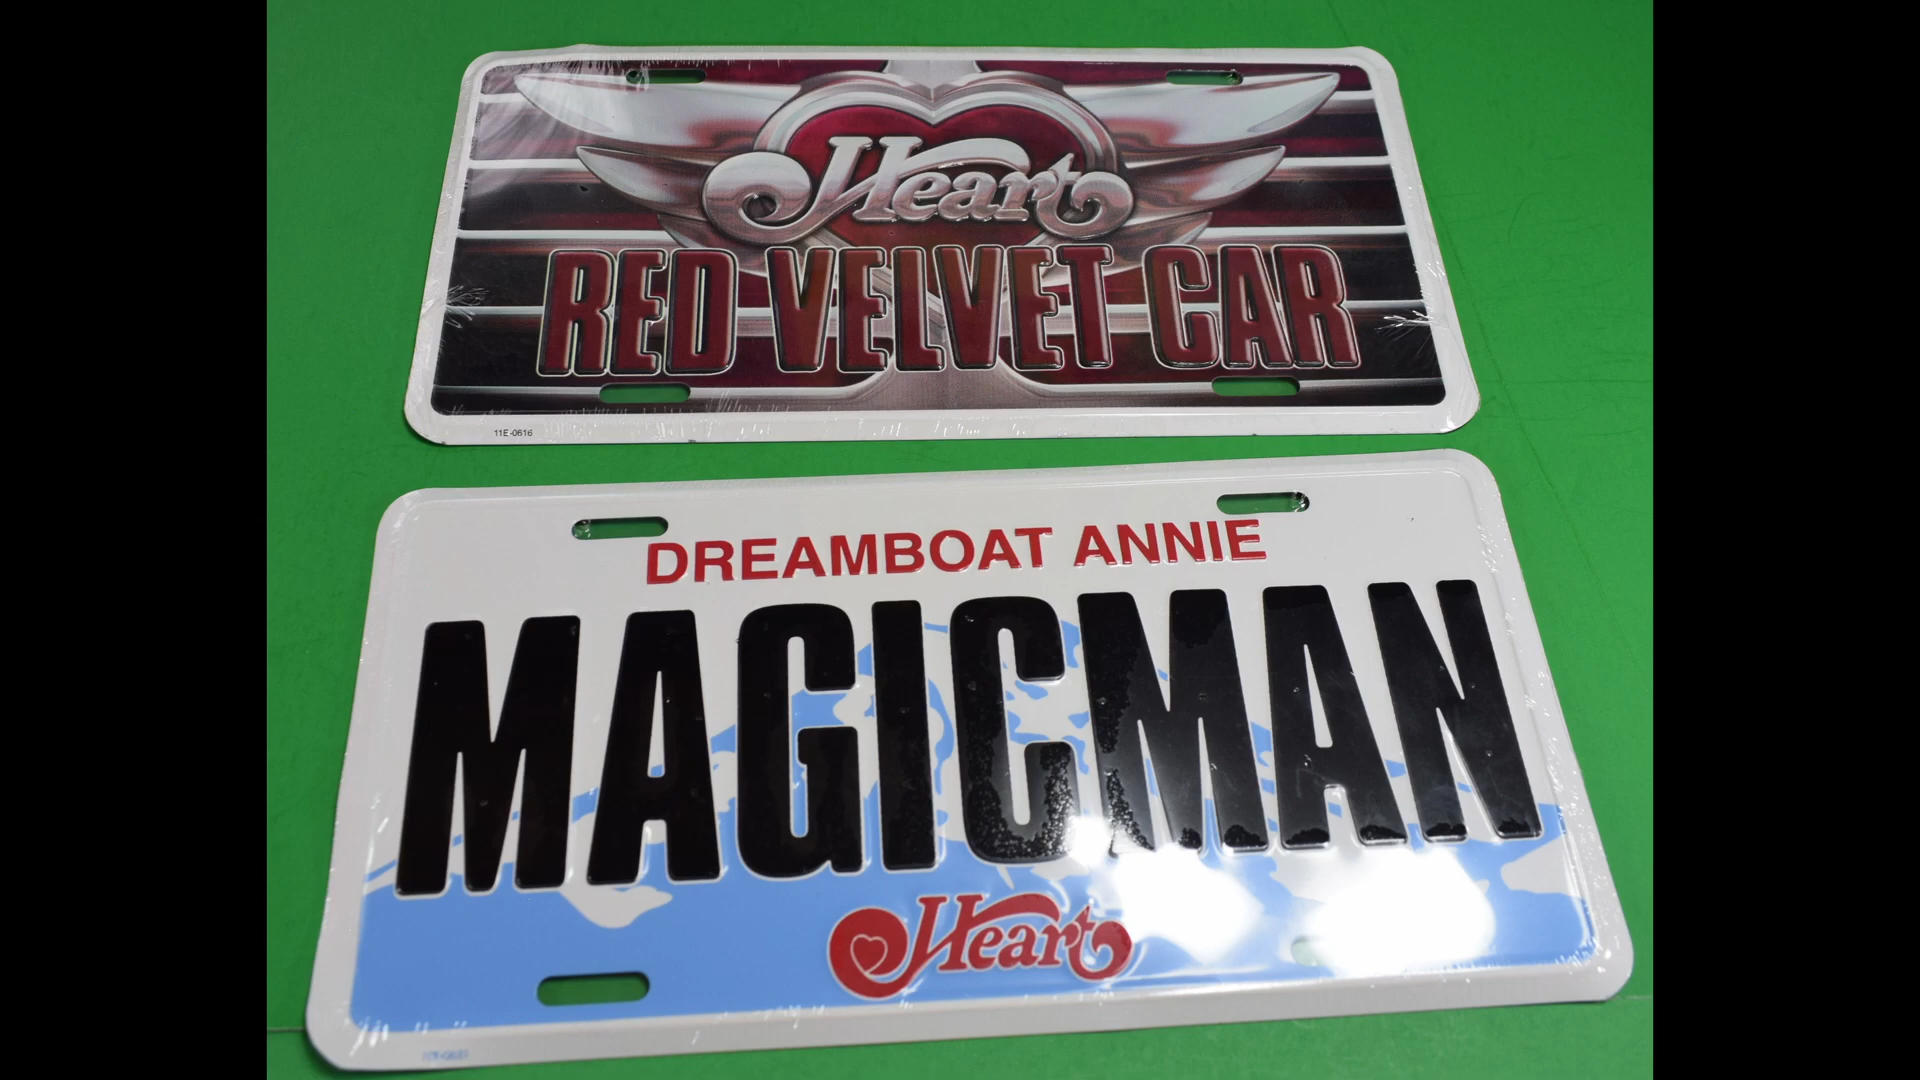 Heart
RED VELVET CAR
11E-0616
DREAMBOAT ANNIE
MAGICMAN
Heart